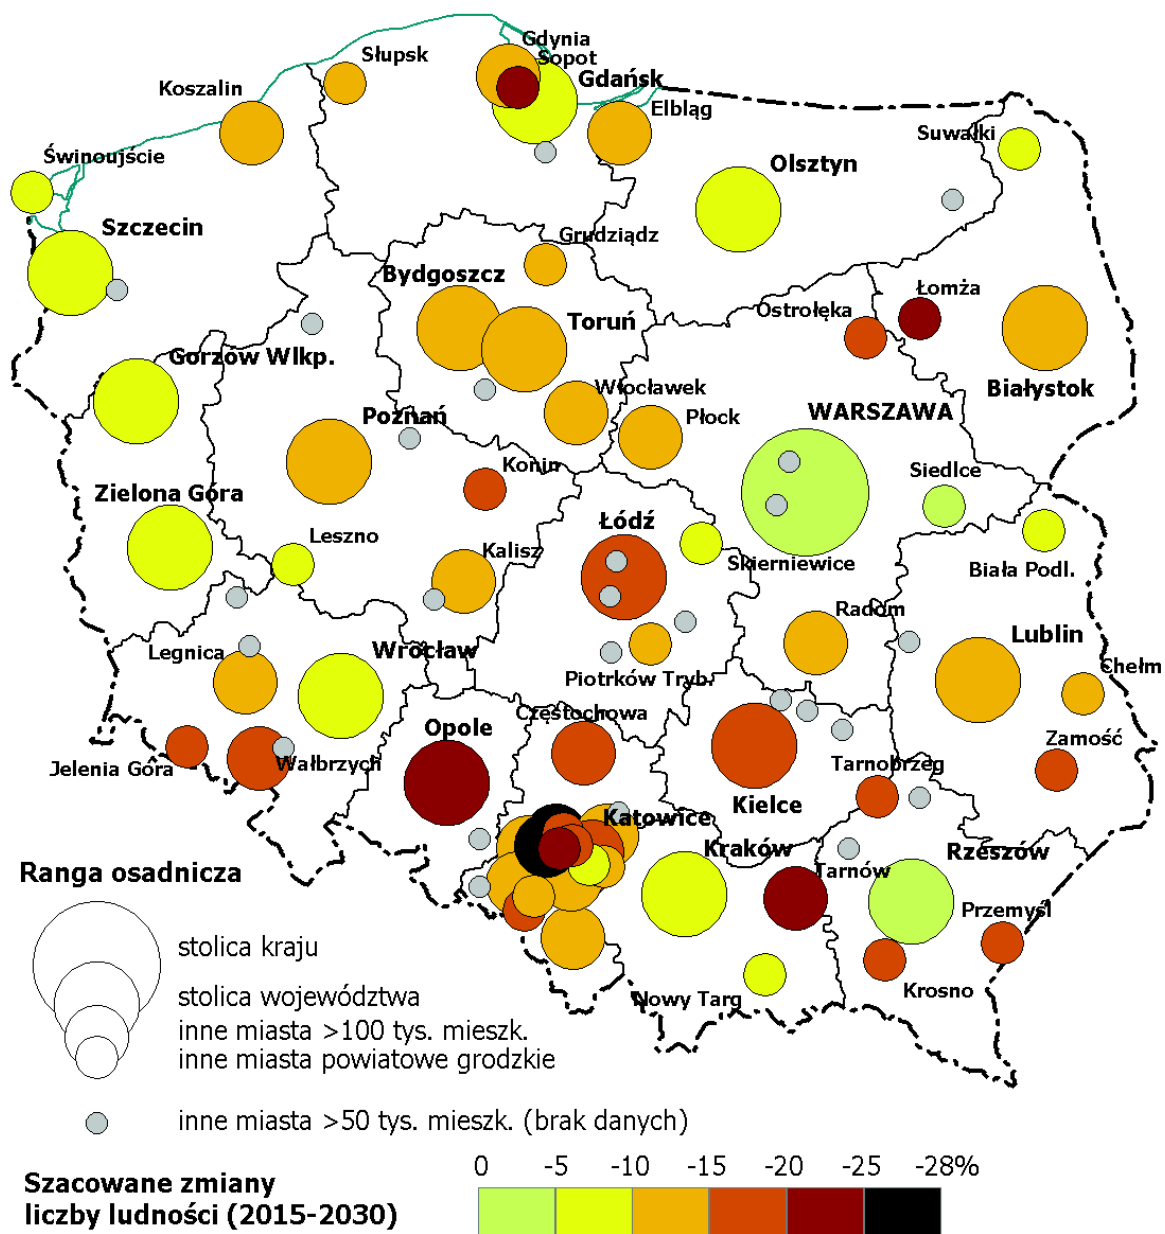 Słupsk
Gdynia
Sopot
Gdańsk
Koszalin
Elbląg
Suwałki
Świnoujście
Olsztyn
Szczecin
Grudziądz
Bydgoszcz
Łomża
Ostrołęka
Toruń
Gorzów Wlkp.
Włocławek
Białystok
Poznań
Płock
WARSZAWA
Konin
Siedlce
Zielona Góra
Łódź
Leszno
Kalisz
Skierniewice
Biała Podl.
Radom
Lublin
Legnica
Wrocław
Piotrków Tryb.
Chełm
Opole
Częstochowa
Zamość
Jelenia Góra
Wałbrzych
Tarnobrzeg
Kielce
Katowice
Kraków
Rzeszów
Tarnów
Przemyśl
Nowy Targ
Krosno
Ranga osadnicza
stolica kraju
stolica województwa
inne miasta >100 tys. mieszk.
inne miasta powiatowe grodzkie
inne miasta >50 tys. mieszk. (brak danych)
0 -5 -10 -15 -20 -25 -28%
Szacowane zmiany
liczby ludności (2015-2030)